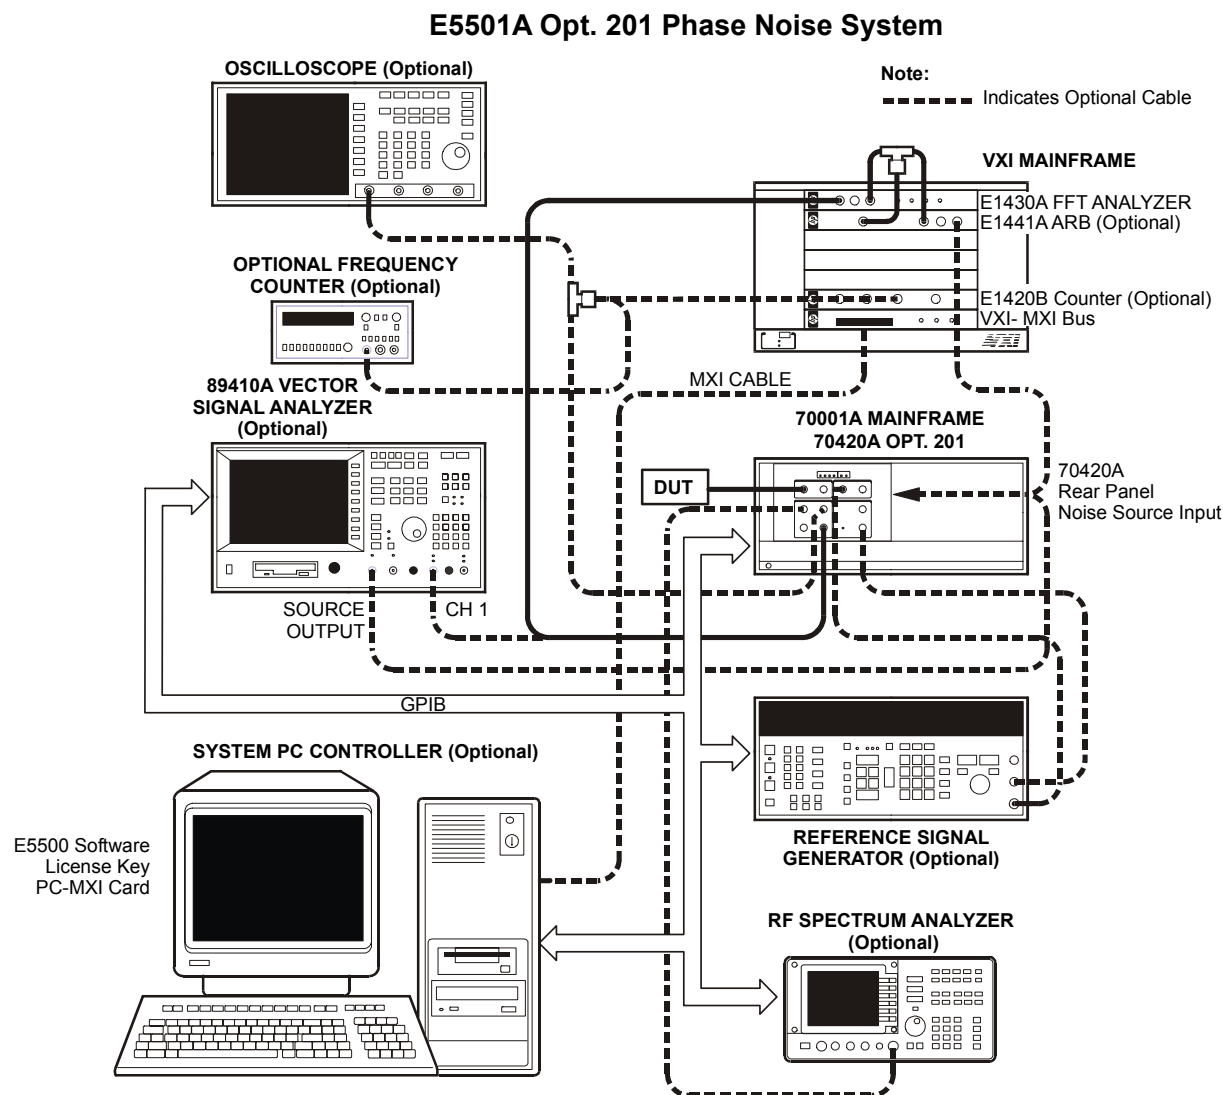 E5501A Opt. 201 Phase Noise System
OSCILLOSCOPE (Optional)
Note:
Indicates Optional Cable
VXI MAINFRAME
E1430A FFT ANALYZER
E1441A ARB (Optional)
OPTIONAL FREQUENCY
COUNTER (Optional)
E1420B Counter (Optional)
VXI- MXI Bus
VXI
MXI CABLE
89410A VECTOR
SIGNAL ANALYZER
(Optional)
70001A MAINFRAME
70420A OPT. 201
DUT
70420A
Rear Panel
Noise Source Input
SOURCE
OUTPUT
CH 1
GPIB
SYSTEM PC CONTROLLER (Optional)
E5500 Software
License Key
PC-MXI Card
REFERENCE SIGNAL
GENERATOR (Optional)
RF SPECTRUM ANALYZER
(Optional)